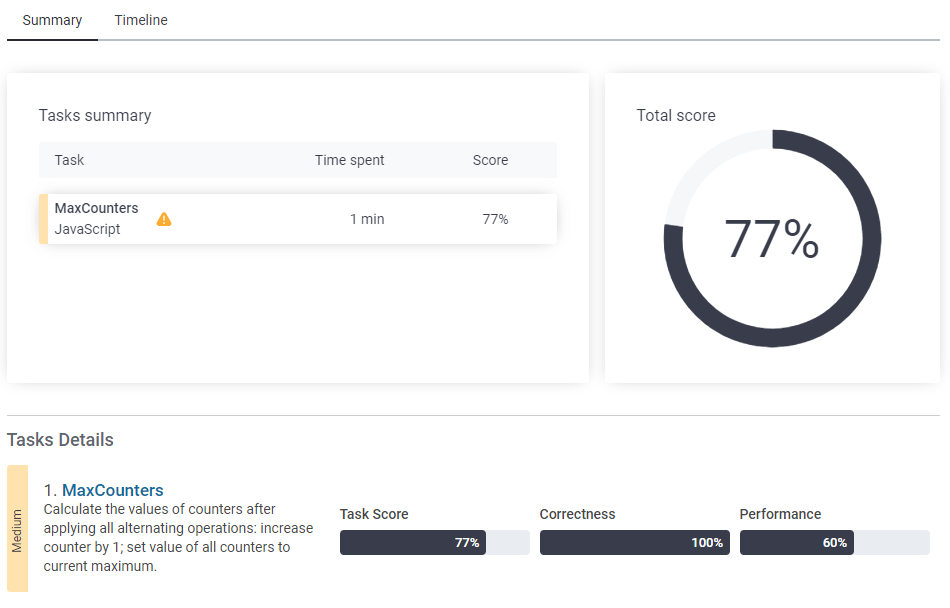 Summary Timeline
Tasks summary
Task Time spent Score
MaxCounters
JavaScript
1 min 77%
Total score
77%
Tasks Details
Medium
1. MaxCounters
Calculate the values of counters after
applying all alternating operations: increase
counter by 1; set value of all counters to
current maximum.
Task Score
77%
Correctness
100%
Performance
60%